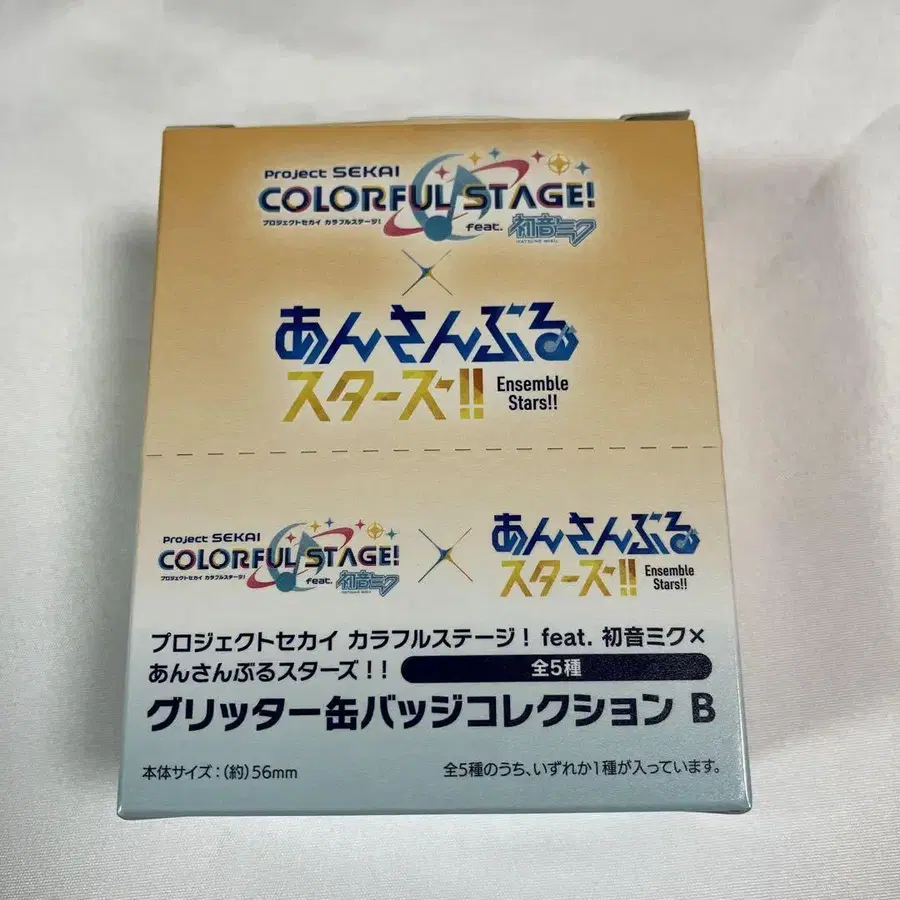 Project SEKAI
COLORFUL STAGE!
プロジェクトセカイ カラフルステージ!
feat. 初音ミク
HATSUNE MIKU
×
あんさんぶる
スターズ!!
Ensemble
Stars!!
Project SEKAI
COLORFUL STAGE!
プロジェクトセカイ カラフルステージ!
feat. 初音ミク
HATSUNE MIKU
×
あんさんぶる
スターズ!!
Ensemble
Stars!!
プロジェクトセカイ カラフルステージ! feat. 初音ミク×
あんさんぶるスターズ!! 全5種
グリッター缶バッジコレクション B
本体サイズ:(約)56mm
全5種のうち、いずれか1種が入っています。